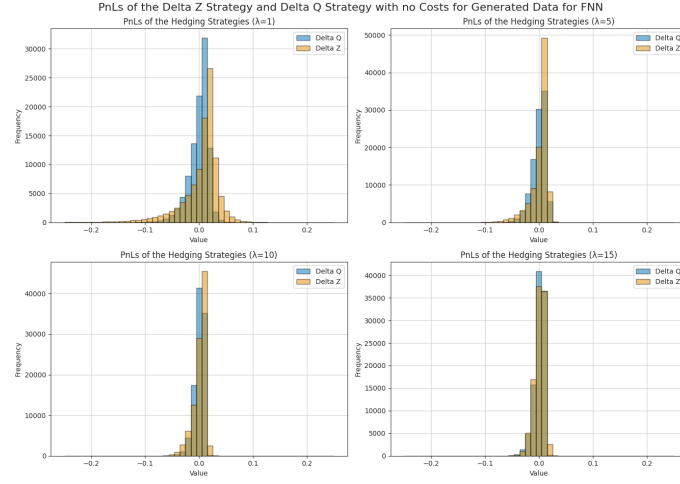 PnLs of the Delta Z Strategy and Delta Q Strategy with no Costs for Generated Data for FNN
PnLs of the Hedging Strategies (λ=1)
Delta Q
Delta Z
Frequency
30000
25000
20000
15000
10000
5000
0
−0.2
−0.1
0.0
0.1
0.2
Value
PnLs of the Hedging Strategies (λ=5)
Delta Q
Delta Z
Frequency
50000
40000
30000
20000
10000
0
−0.2
−0.1
0.0
0.1
0.2
Value
PnLs of the Hedging Strategies (λ=10)
Delta Q
Delta Z
Frequency
40000
30000
20000
10000
0
−0.2
−0.1
0.0
0.1
0.2
Value
PnLs of the Hedging Strategies (λ=15)
Delta Q
Delta Z
Frequency
40000
35000
30000
25000
20000
15000
10000
5000
0
−0.2
−0.1
0.0
0.1
0.2
Value